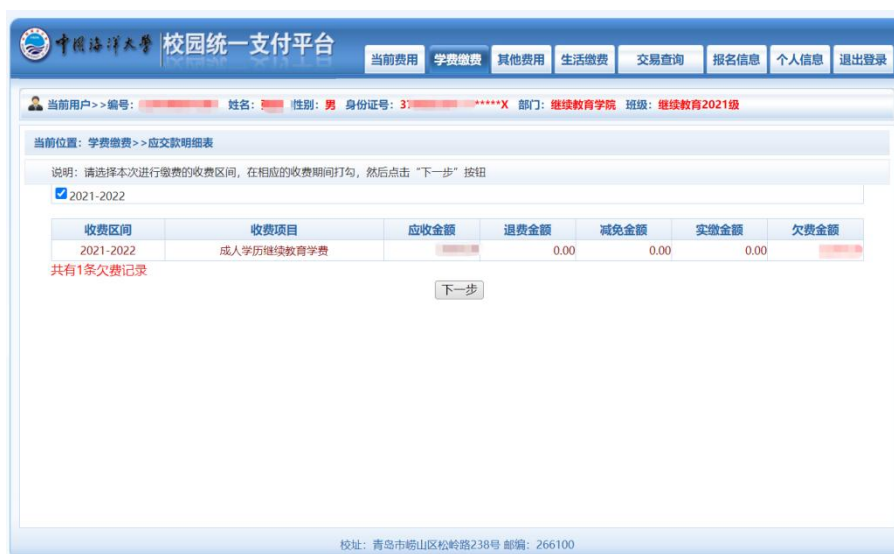 中国海洋大学 校园统一支付平台
当前费用 学费缴费 其他费用 生活缴费 交易查询 报名信息 个人信息 退出登录
当前用户>>编号： 姓名： 性别：男 身份证号：37 *****X 部门：继续教育学院 班级：继续教育2021级
当前位置：学费缴费>>应交款明细表
说明：请选择本次进行缴费的收费区间，在相应的收费期间打勾，然后点击“下一步”按钮
2021-2022
收费区间 收费项目 应收金额 退费金额 减免金额 实缴金额 欠费金额
2021-2022 成人学历继续教育学费 0.00 0.00 0.00
共有1条欠费记录
下一步
校址：青岛市崂山区松岭路238号 邮编：266100